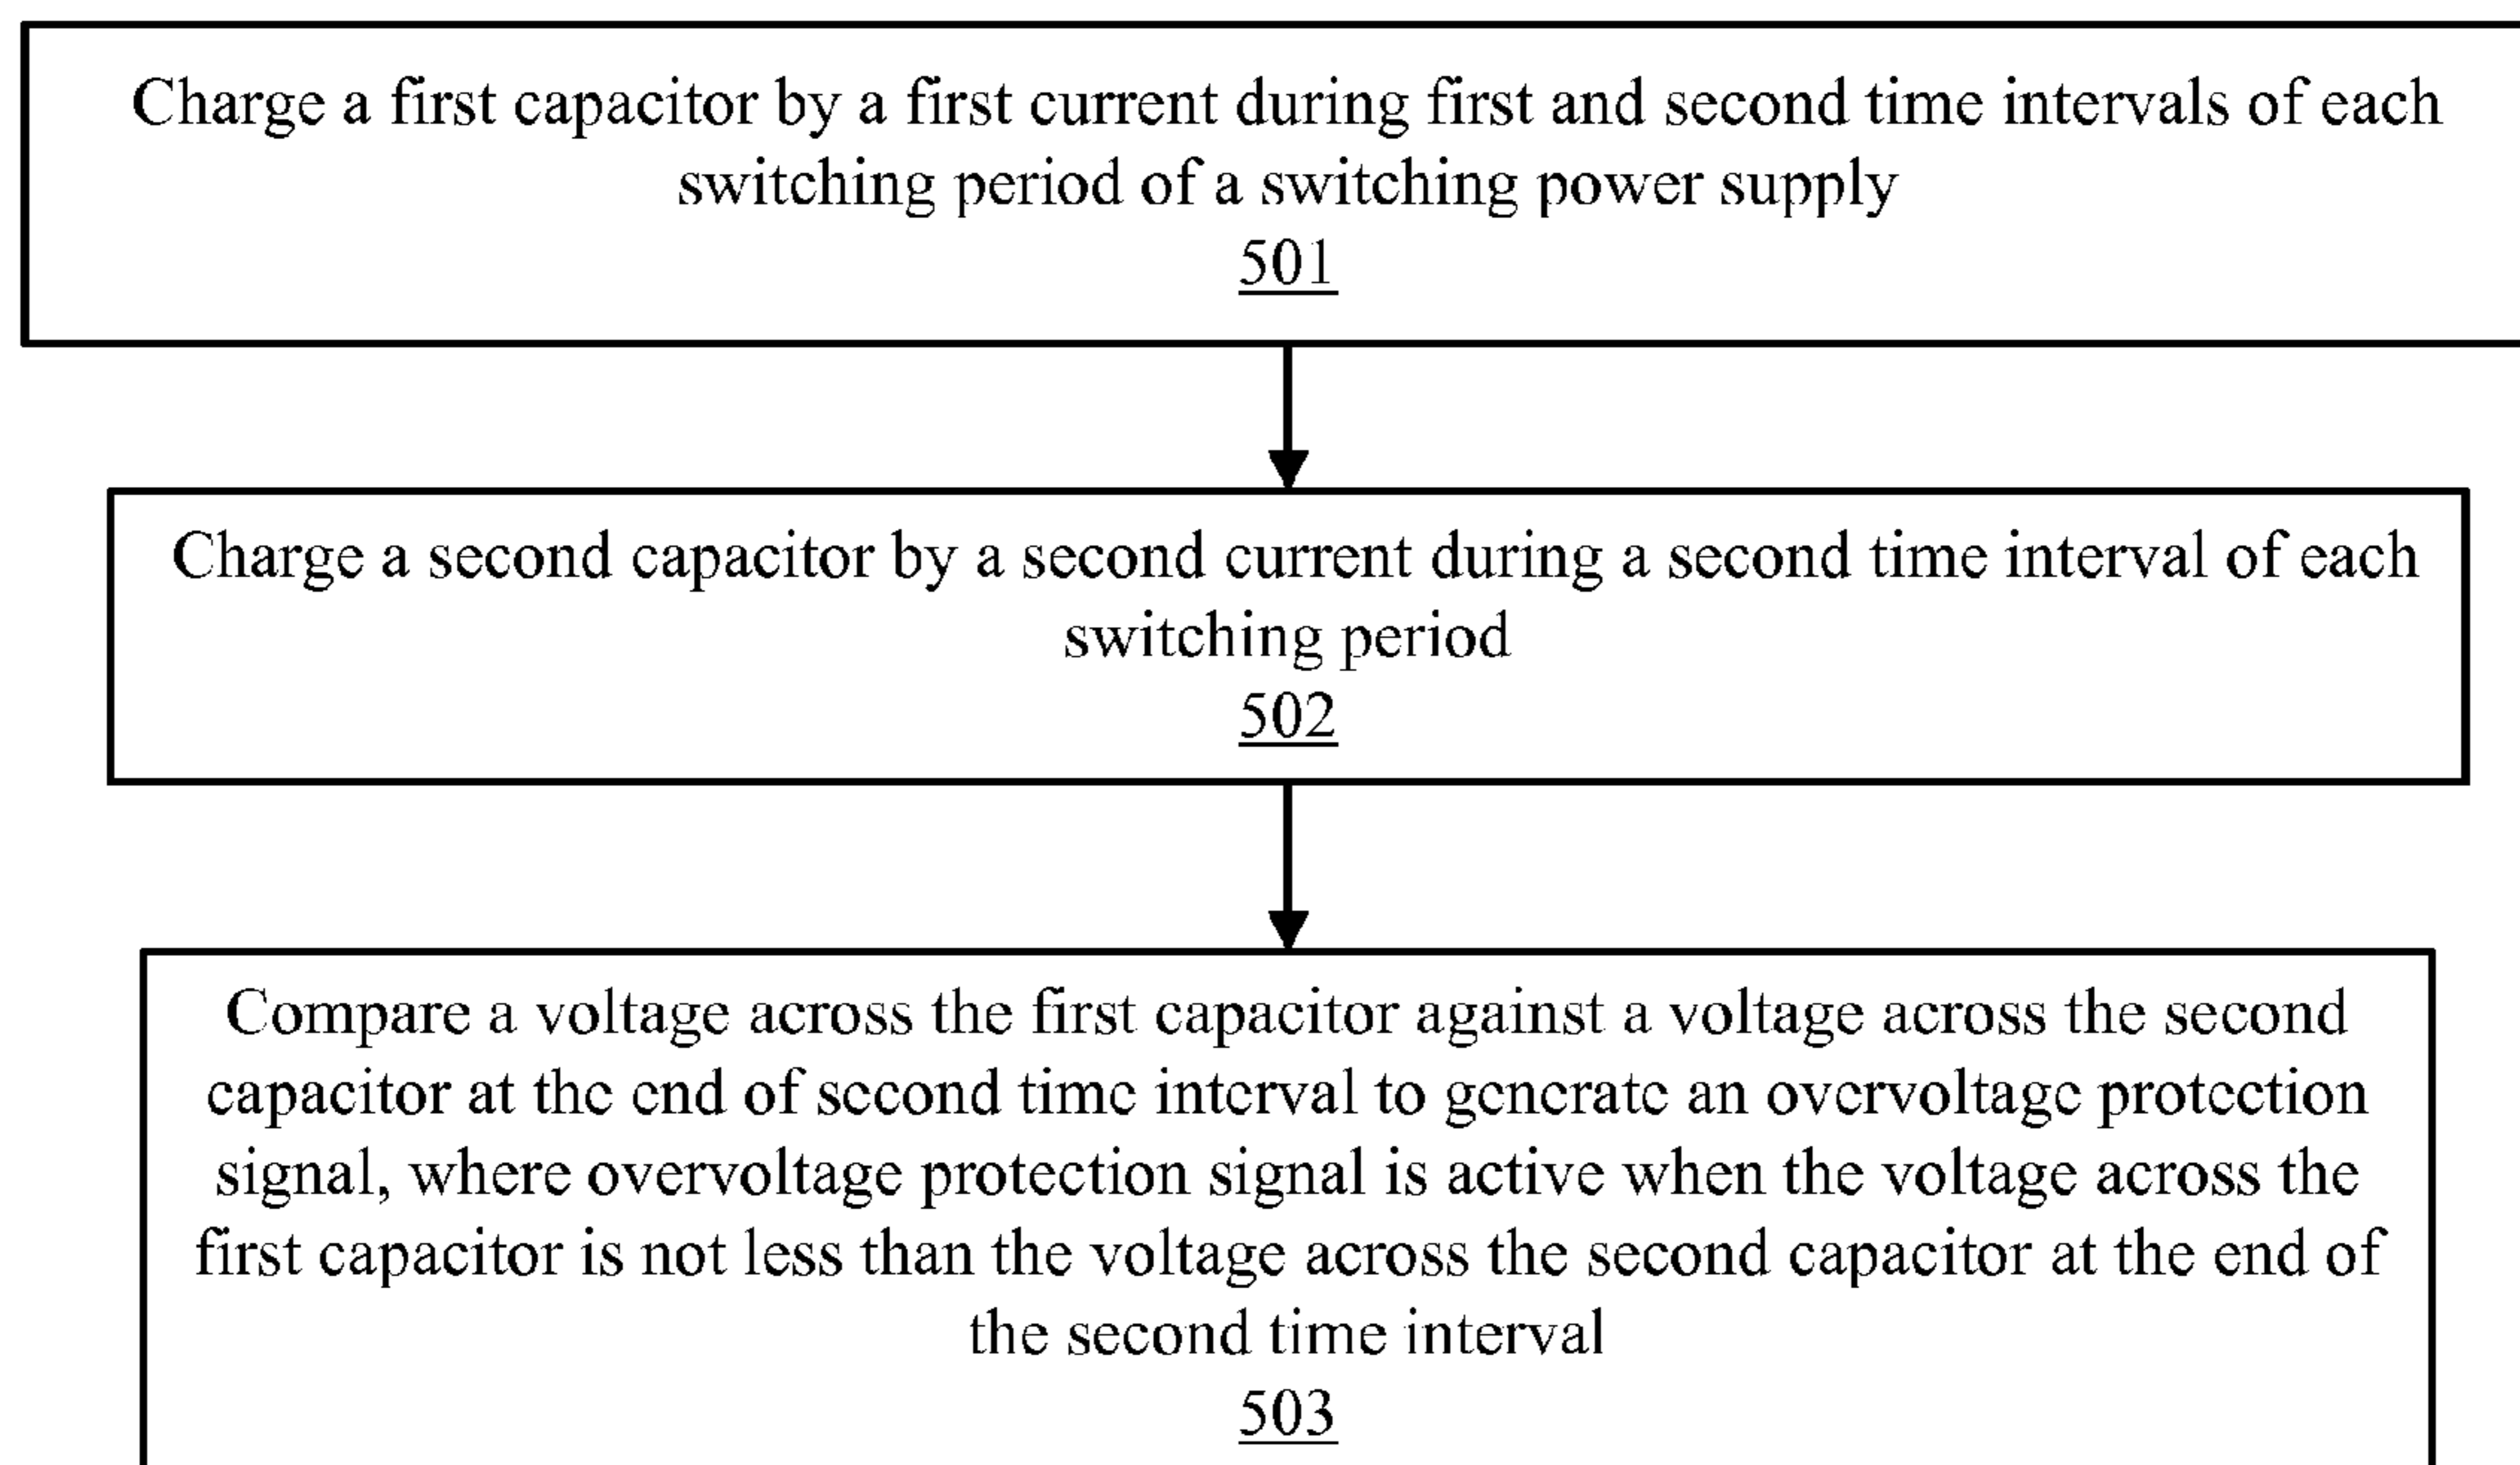 Charge a first capacitor by a first current during first and second time intervals of each
switching period of a switching power supply
501
Charge a second capacitor by a second current during a second time interval of each
switching period
502
Compare a voltage across the first capacitor against a voltage across the second
capacitor at the end of second time interval to generate an overvoltage protection
signal, where overvoltage protection signal is active when the voltage across the
first capacitor is not less than the voltage across the second capacitor at the end of
the second time interval
503